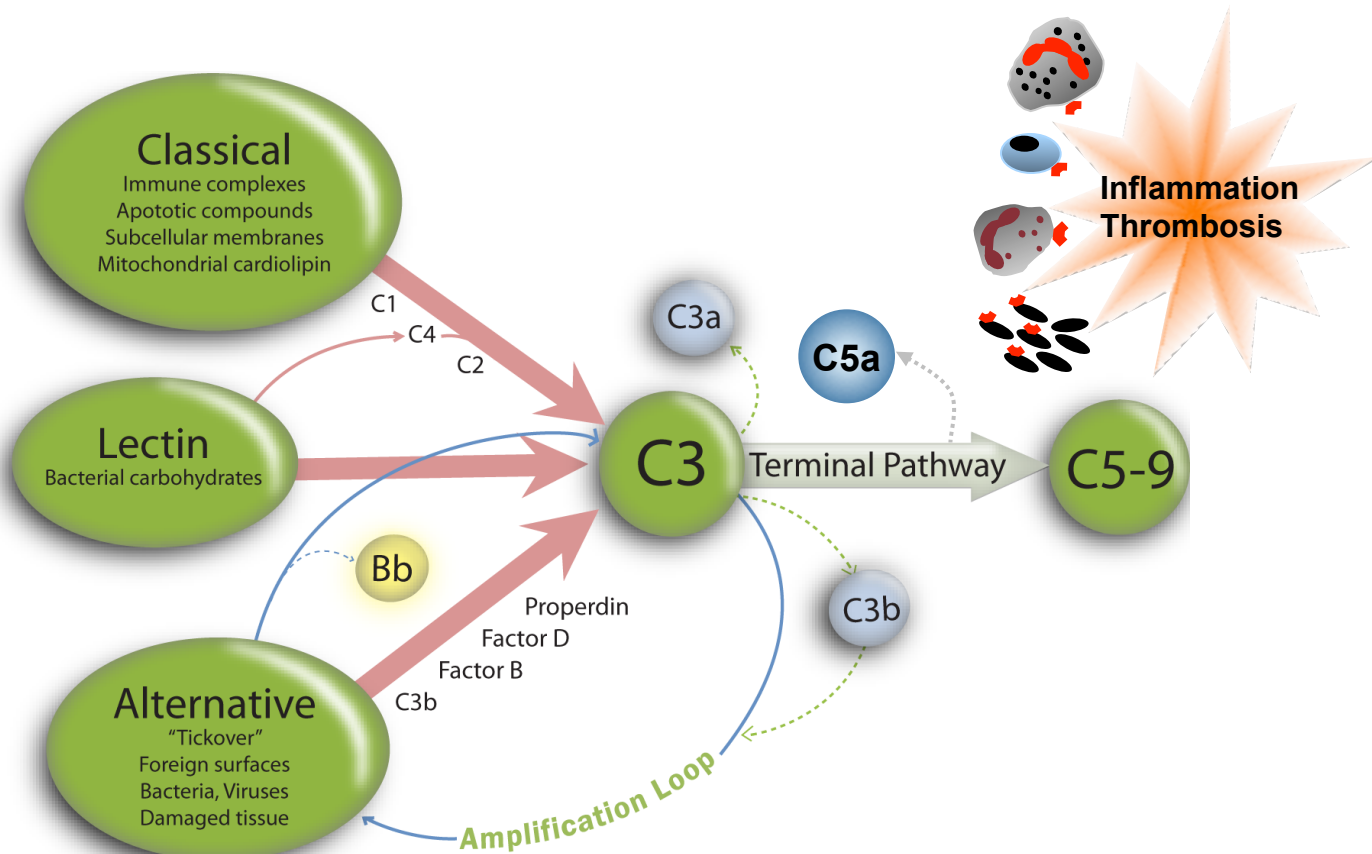 Classical
Immune complexes
Apototic compounds
Subcellular membranes
Mitochondrial cardiolipin
C1
C4
C2
Lectin
Bacterial carbohydrates
Bb
Properdin
Factor D
Factor B
C3b
Alternative
“Tickover”
Foreign surfaces
Bacteria, Viruses
Damaged tissue
Amplification Loop
C3
C3a
C5a
Terminal Pathway
C3b
C5-9
Inflammation
Thrombosis